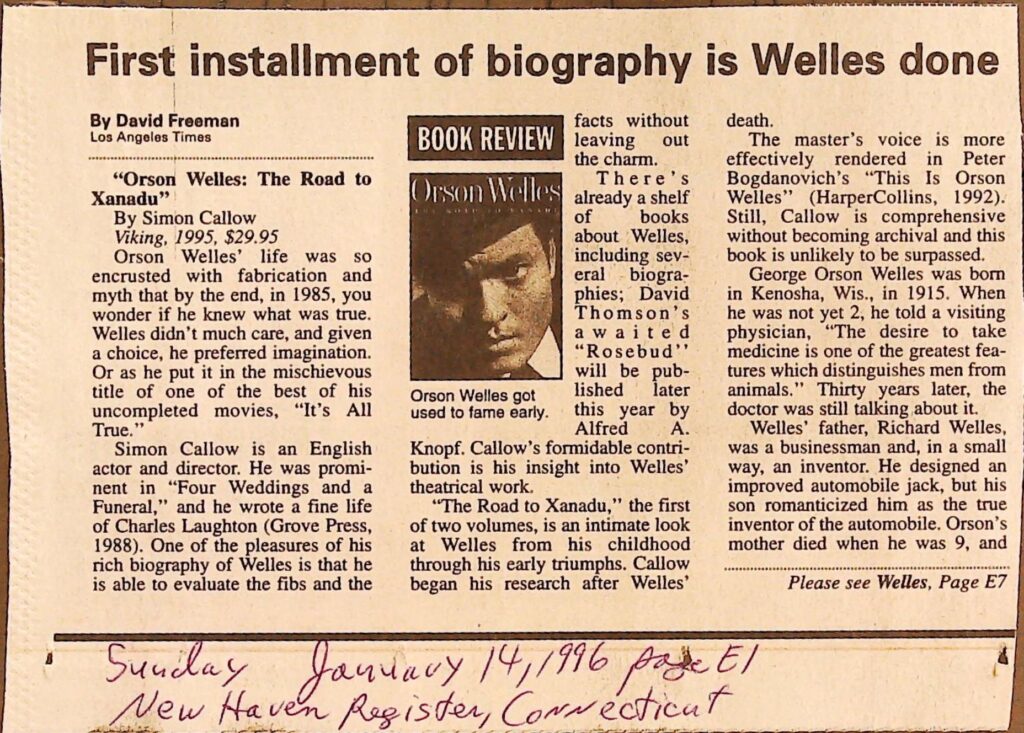 First installment of biography is Welles done
By David Freeman
Los Angeles Times
“Orson Welles: The Road to
Xanadu”
By Simon Callow
Viking, 1995, $29.95
Orson Welles’ life was so
encrusted with fabrication and
myth that by the end, in 1985, you
wonder if he knew what was true.
Welles didn’t much care, and given
a choice, he preferred imagination.
Or as he put it in the mischievous
title of one of the best of his
uncompleted movies, “It’s All
True.”
Simon Callow is an English
actor and director. He was promi-
nent in “Four Weddings and a
Funeral,” and he wrote a fine life
of Charles Laughton (Grove Press,
1988). One of the pleasures of his
rich biography of Welles is that he
is able to evaluate the fibs and the
BOOK REVIEW
Orson Welles
THE ROAD TO XANADU
Orson Welles got
used to fame early.
facts without
leaving out
the charm.
There’s
already a shelf
of books
about Welles,
including sev-
eral biogra-
phies; David
Thomson’s
awaited
“Rosebud”
will be pub-
lished later
this year by
Alfred A.
Knopf. Callow’s formidable contri-
bution is his insight into Welles’
theatrical work.
“The Road to Xanadu,” the first
of two volumes, is an intimate look
at Welles from his childhood
through his early triumphs. Callow
began his research after Welles’
death.
The master’s voice is more
effectively rendered in Peter
Bogdanovich’s “This Is Orson
Welles” (HarperCollins, 1992).
Still, Callow is comprehensive
without becoming archival and this
book is unlikely to be surpassed.
George Orson Welles was born
in Kenosha, Wis., in 1915. When
he was not yet 2, he told a visiting
physician, “The desire to take
medicine is one of the greatest fea-
tures which distinguishes men from
animals.” Thirty years later, the
doctor was still talking about it.
Welles’ father, Richard Welles,
was a businessman and, in a small
way, an inventor. He designed an
improved automobile jack, but his
son romanticized him as the true
inventor of the automobile. Orson’s
mother died when he was 9, and
Please see Welles, Page E7
Sunday January 14, 1996 page E1
New Haven Register, Connecticut